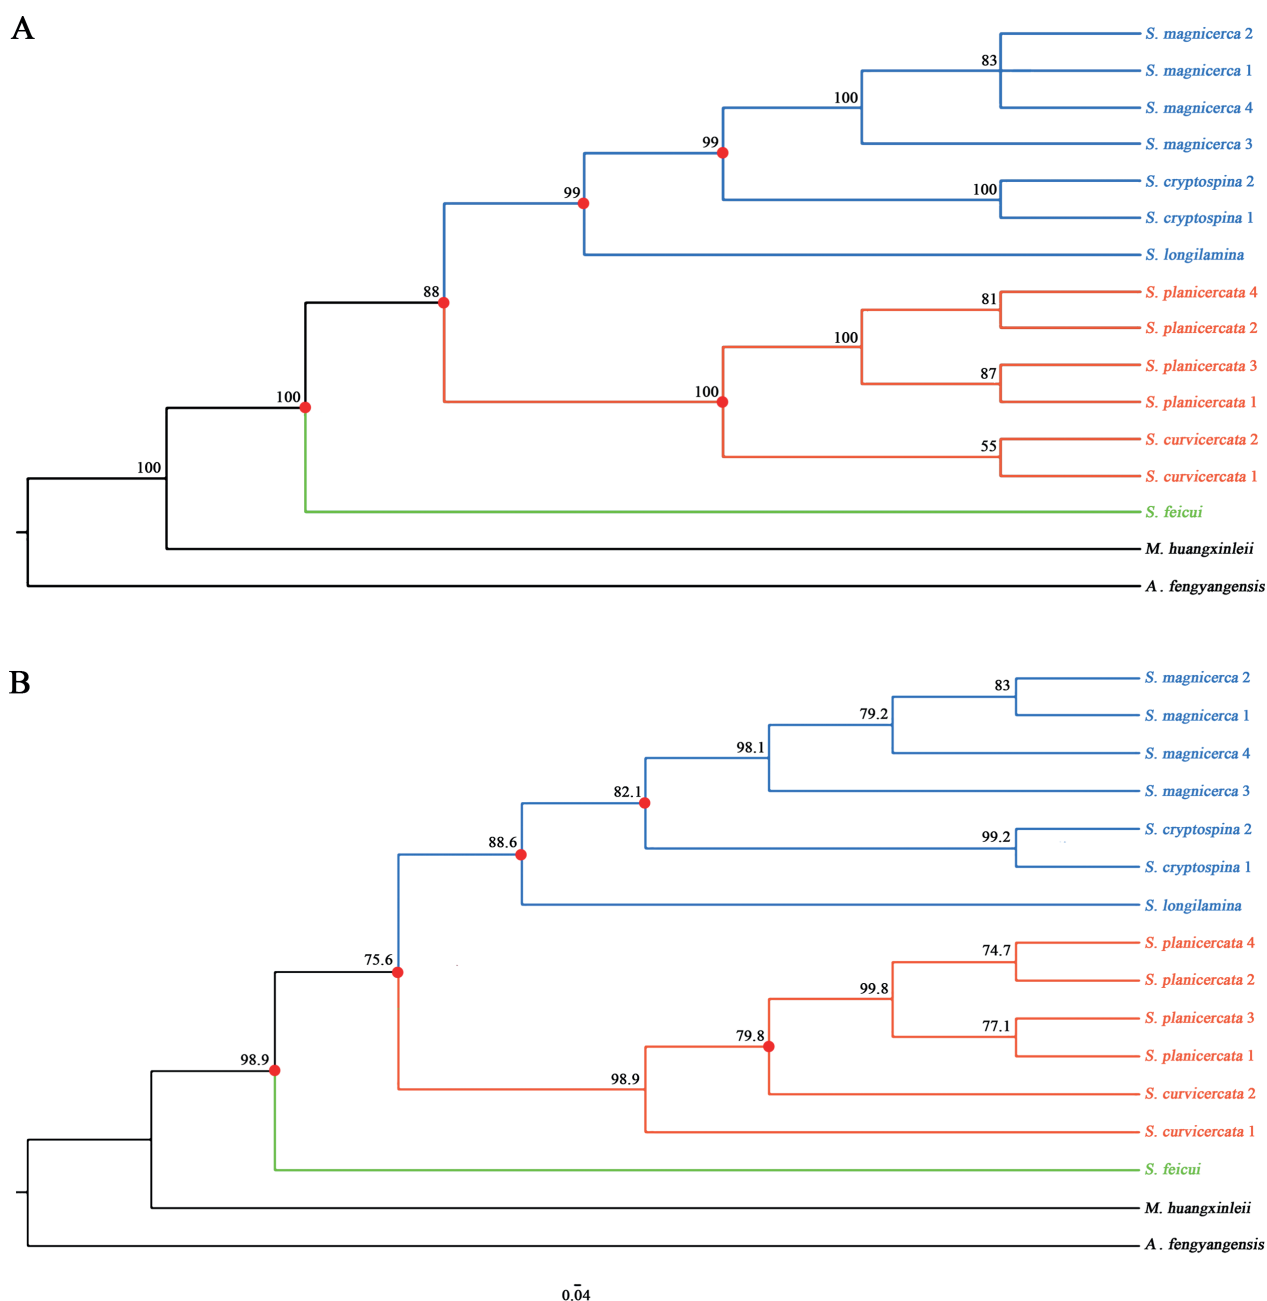 A
S. magnicerca 2
83
S. magnicerca 1
100
S. magnicerca 4
99
S. magnicerca 3
S. cryptospina 2
99
100
S. cryptospina 1
S. longilamina
88
S. planicercata 4
81
S. planicercata 2
100
S. planicercata 3
87
100
100
S. planicercata 1
S. curvicercata 2
55
100
S. curvicercata 1
S. feicui
M. huangxinleii
A. fengyangensis
B
S. magnicerca 2
83
79.2
S. magnicerca 1
98.1
S. magnicerca 4
82.1
S. magnicerca 3
S. cryptospina 2
88.6
99.2
S. cryptospina 1
S. longilamina
75.6
S. planicercata 4
74.7
S. planicercata 2
99.8
S. planicercata 3
77.1
79.8
S. planicercata 1
98.9
98.9
S. curvicercata 2
S. curvicercata 1
S. feicui
M. huangxinleii
A. fengyangensis
0.04